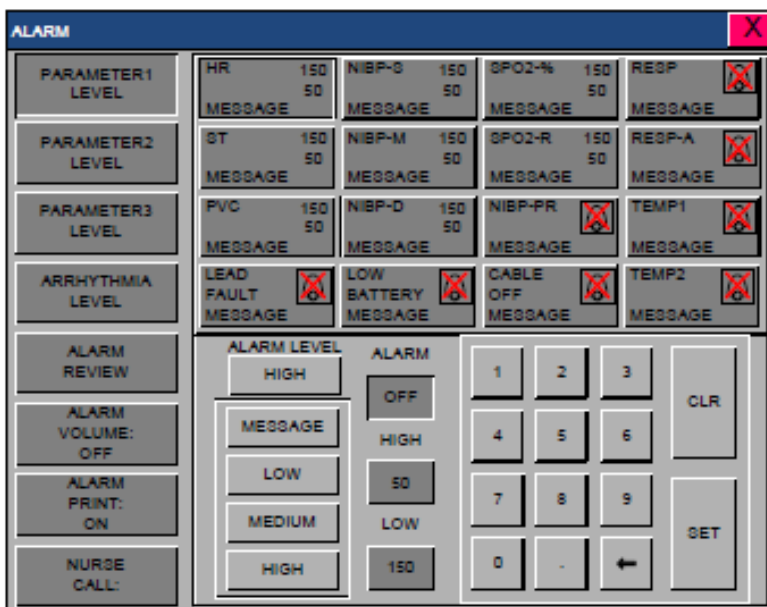 ALARM
X
PARAMETER1
LEVEL
PARAMETER2
LEVEL
PARAMETER3
LEVEL
ARRHYTHMIA
LEVEL
ALARM
REVIEW
ALARM
VOLUME:
OFF
ALARM
PRINT:
ON
NURSE
CALL:
HR 150
50
MESSAGE
NIBP-S 150
50
MESSAGE
SPO2-% 150
50
MESSAGE
RESP
MESSAGE
ST 150
50
MESSAGE
NIBP-M 150
50
MESSAGE
SPO2-R 150
50
MESSAGE
RESP-A
MESSAGE
PVC 150
50
MESSAGE
NIBP-D 150
50
MESSAGE
NIBP-PR
MESSAGE
TEMP1
MESSAGE
LEAD
FAULT
MESSAGE
LOW
BATTERY
MESSAGE
CABLE
OFF
MESSAGE
TEMP2
MESSAGE
ALARM LEVEL
HIGH
MESSAGE
LOW
MEDIUM
HIGH
ALARM
OFF
HIGH
50
LOW
150
1 2 3
4 5 6
7 8 9
0 . ←
CLR
SET